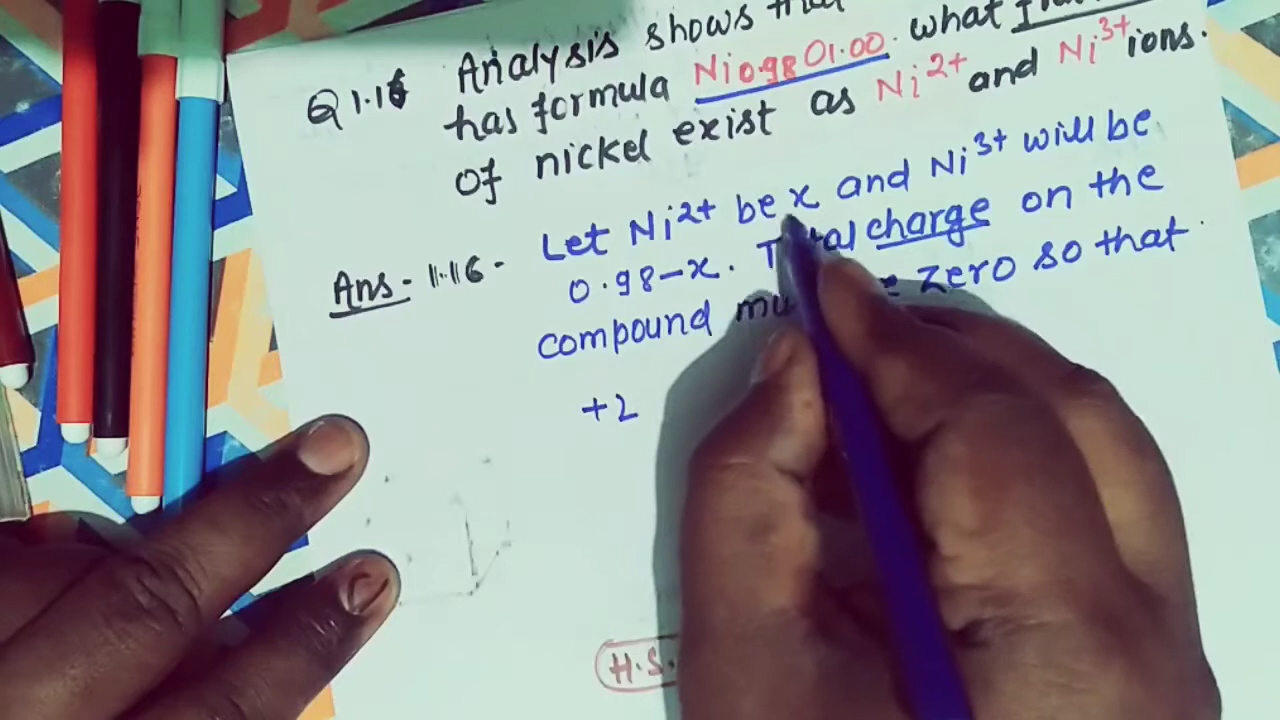 Q 1.16 Analysis shows
has formula Ni0.98O1.00. what
of nickel exist as Ni2+ and Ni3+ ions.
Ans- 1.16- Let Ni2+ be x and Ni3+ will be
0.98-x. Total charge on the
compound zero so that
+2
H.S.